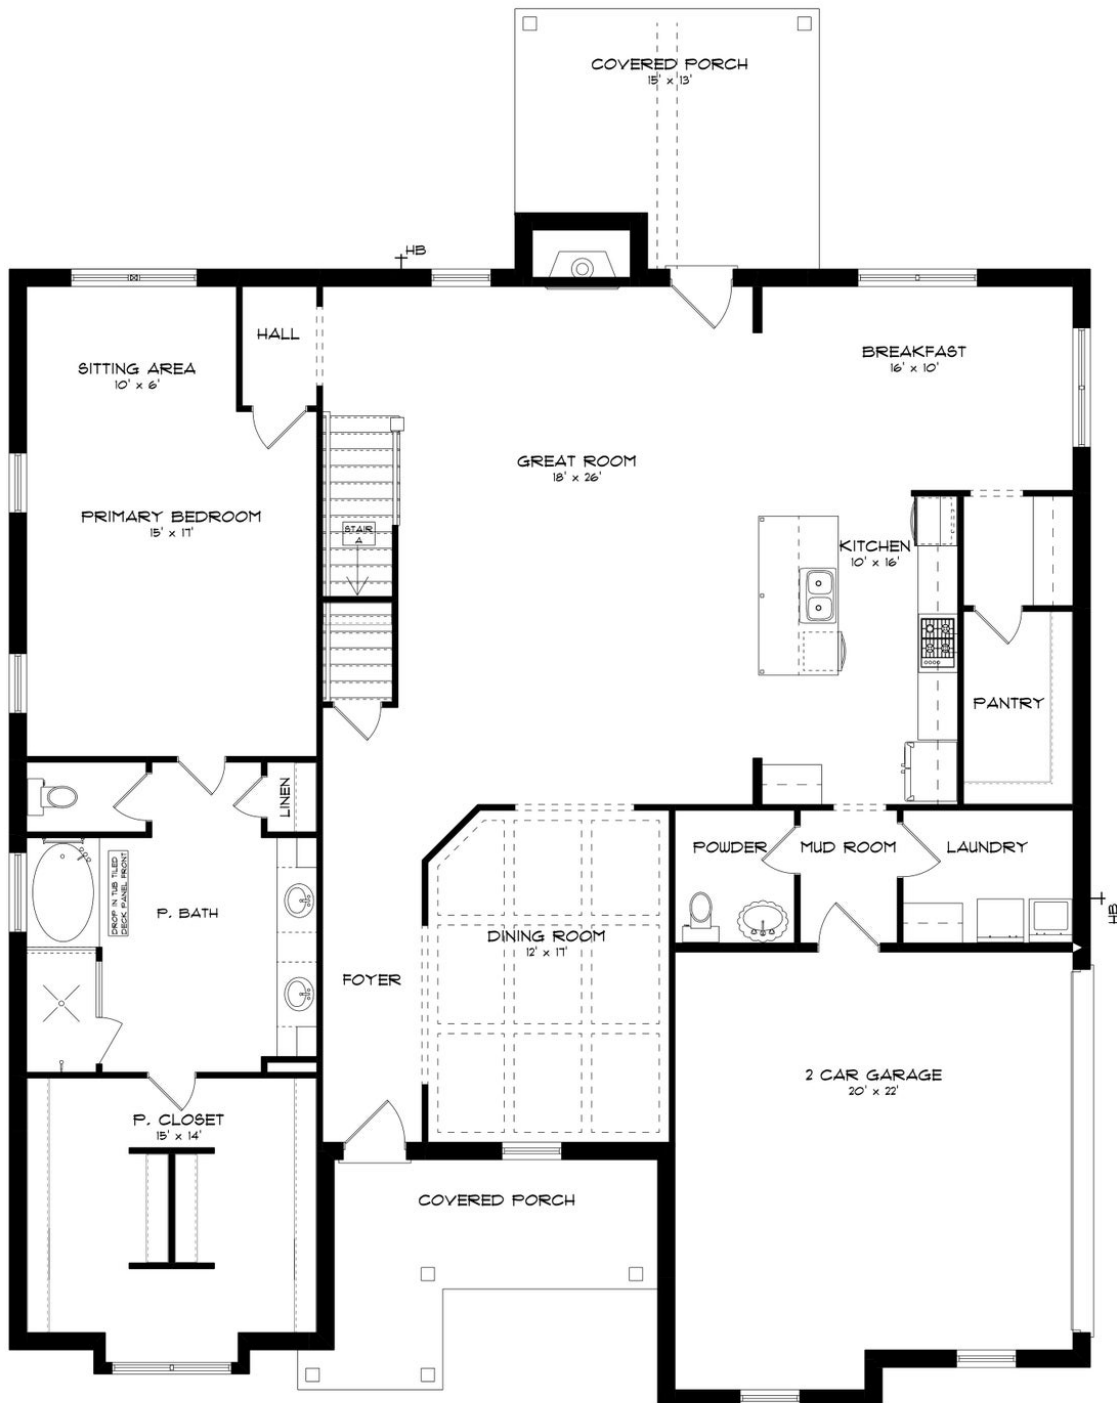 COVERED PORCH
15' x 13'
HB
HALL
SITTING AREA
10' x 6'
BREAKFAST
16' x 10'
GREAT ROOM
18' x 26'
PRIMARY BEDROOM
15' x 17'
STAIR
A
KITCHEN
10' x 16'
PANTRY
LINEN
POWDER
MUD ROOM
LAUNDRY
DROP IN TUB TILED
DECK PANEL FRONT
P. BATH
HB
DINING ROOM
12' x 17'
FOYER
2 CAR GARAGE
20' x 22'
P. CLOSET
15' x 14'
COVERED PORCH